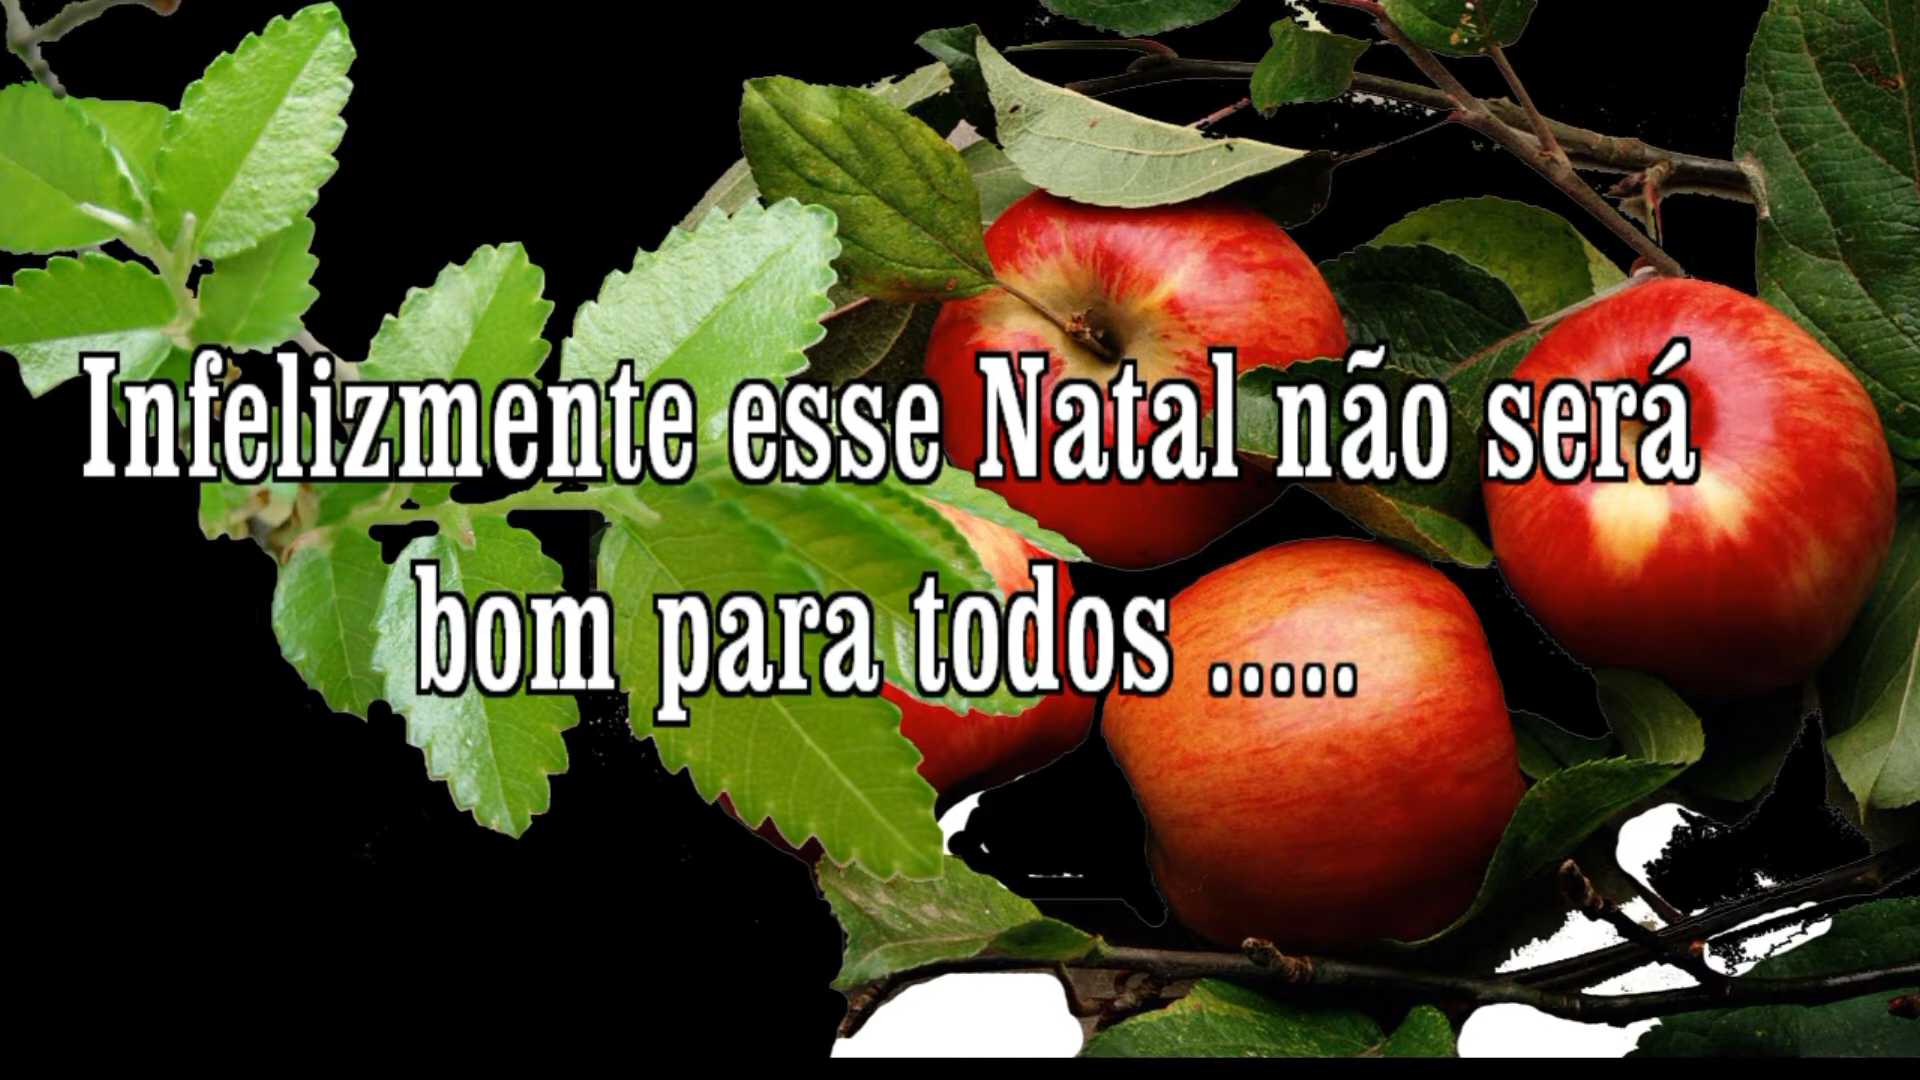 Infelizmente esse Natal não será
bom para todos .....